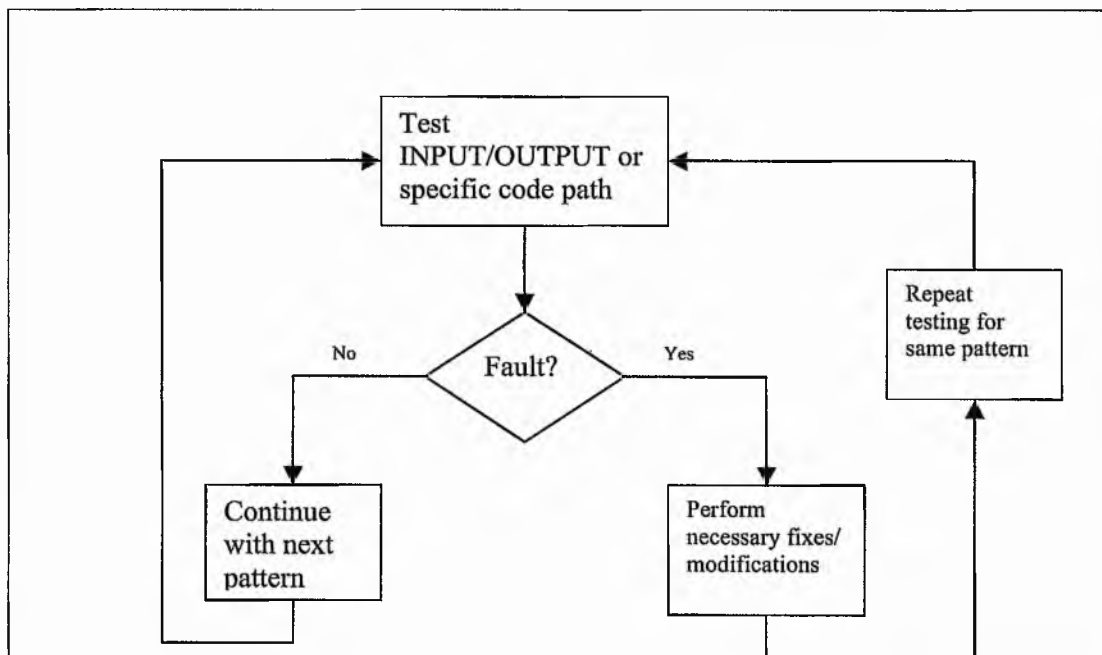 Test
INPUT/OUTPUT or
specific code path
Repeat
testing for
same pattern
No
Fault?
Yes
Continue
with next
pattern
Perform
necessary fixes/
modifications